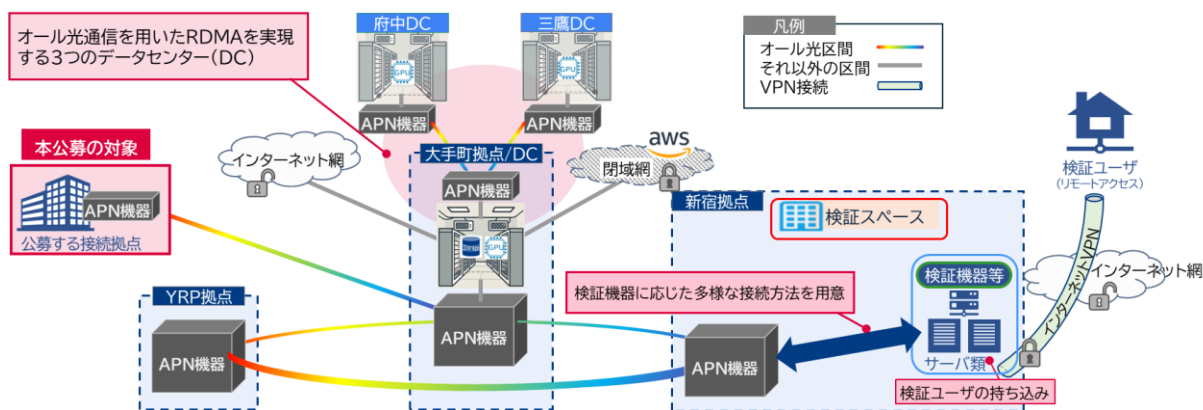 オール光通信を用いたRDMAを実現
する3つのデータセンター(DC)
府中DC
三鷹DC
GPU
GPU
APN機器
APN機器
凡例
オール光区間
それ以外の区間
VPN接続
本公募の対象
APN機器
公募する接続拠点
インターネット網
大手町拠点/DC
APN機器
Storage
GPU
APN機器
aws
閉域網
検証ユーザ
(リモートアクセス)
新宿拠点
検証スペース
検証機器等
サーバ類
インターネットVPN
インターネット網
検証機器に応じた多様な接続方法を用意
YRP拠点
APN機器
APN機器
検証ユーザの持ち込み